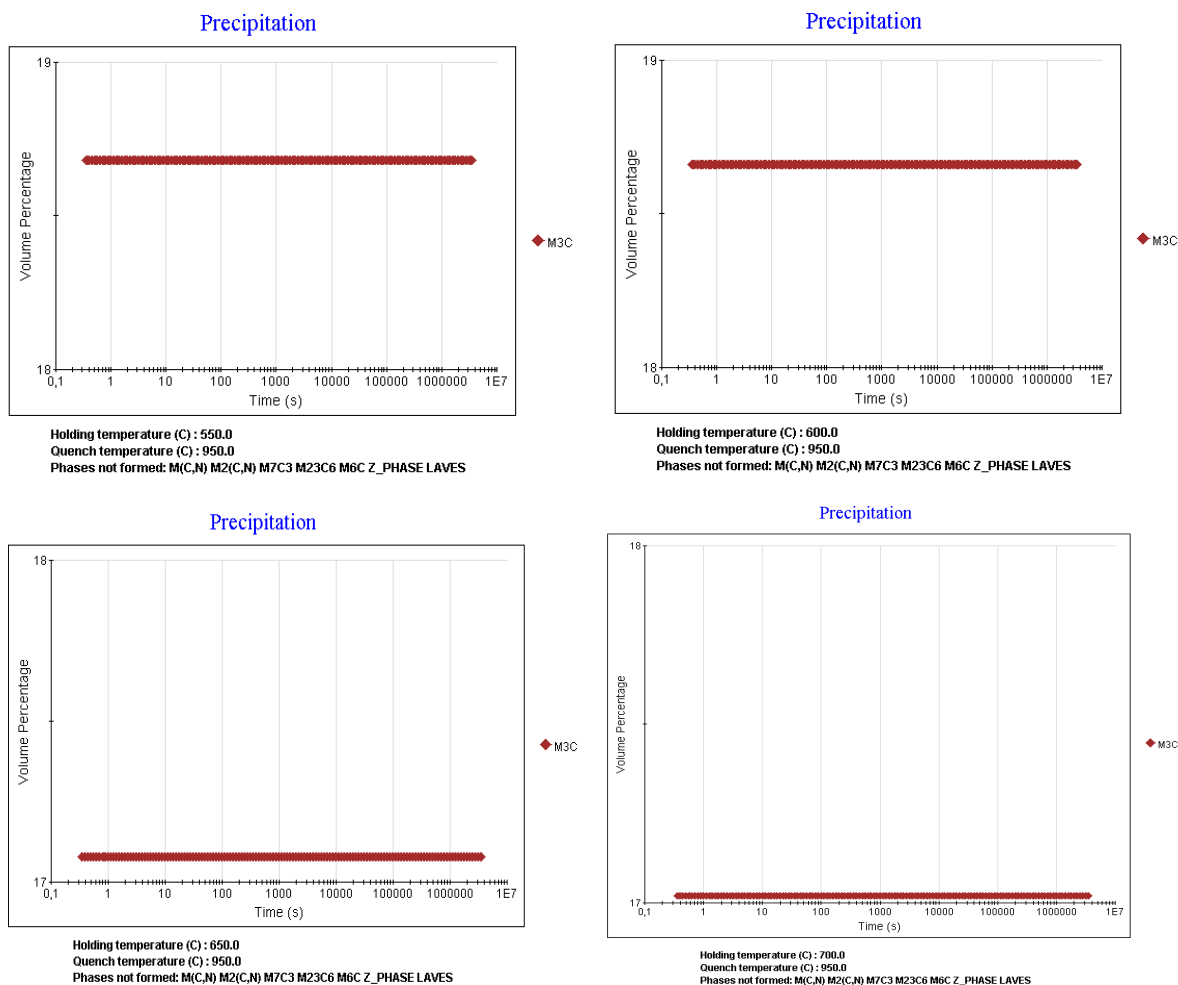 Precipitation
19
18
Volume Percentage
0,1 1 10 100 1000 10000 100000 1000000 1E7
Time (s)
M3C
Holding temperature (C) : 550.0
Quench temperature (C) : 950.0
Phases not formed: M(C,N) M2(C,N) M7C3 M23C6 M6C Z_PHASE LAVES
Precipitation
19
18
Volume Percentage
0,1 1 10 100 1000 10000 100000 1000000 1E7
Time (s)
M3C
Holding temperature (C) : 600.0
Quench temperature (C) : 950.0
Phases not formed: M(C,N) M2(C,N) M7C3 M23C6 M6C Z_PHASE LAVES
Precipitation
18
17
Volume Percentage
0,1 1 10 100 1000 10000 100000 1000000 1E7
Time (s)
M3C
Holding temperature (C) : 650.0
Quench temperature (C) : 950.0
Phases not formed: M(C,N) M2(C,N) M7C3 M23C6 M6C Z_PHASE LAVES
Precipitation
18
17
Volume Percentage
0,1 1 10 100 1000 10000 100000 1000000 1E7
Time (s)
M3C
Holding temperature (C) : 700.0
Quench temperature (C) : 950.0
Phases not formed: M(C,N) M2(C,N) M7C3 M23C6 M6C Z_PHASE LAVES